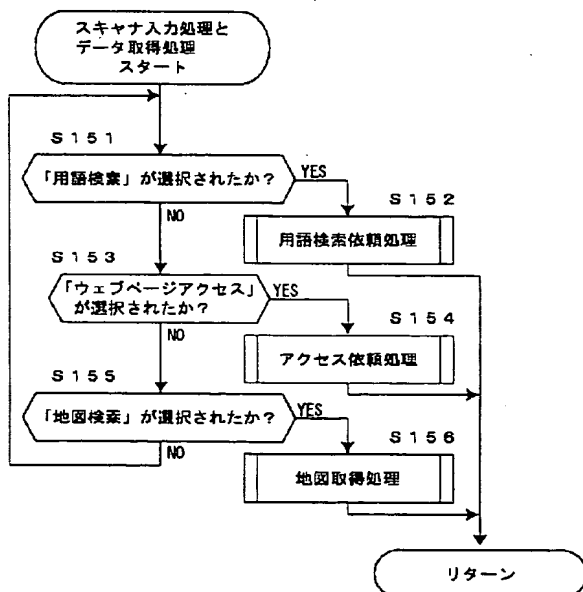 スキャナ入力処理と
データ取得処理
スタート
S151
「用語検索」が選択されたか?
YES
NO
S152
用語検索依頼処理
S153
「ウェブページアクセス」
が選択されたか?
YES
NO
S154
アクセス依頼処理
S155
「地図検索」が選択されたか?
YES
NO
S156
地図取得処理
リターン